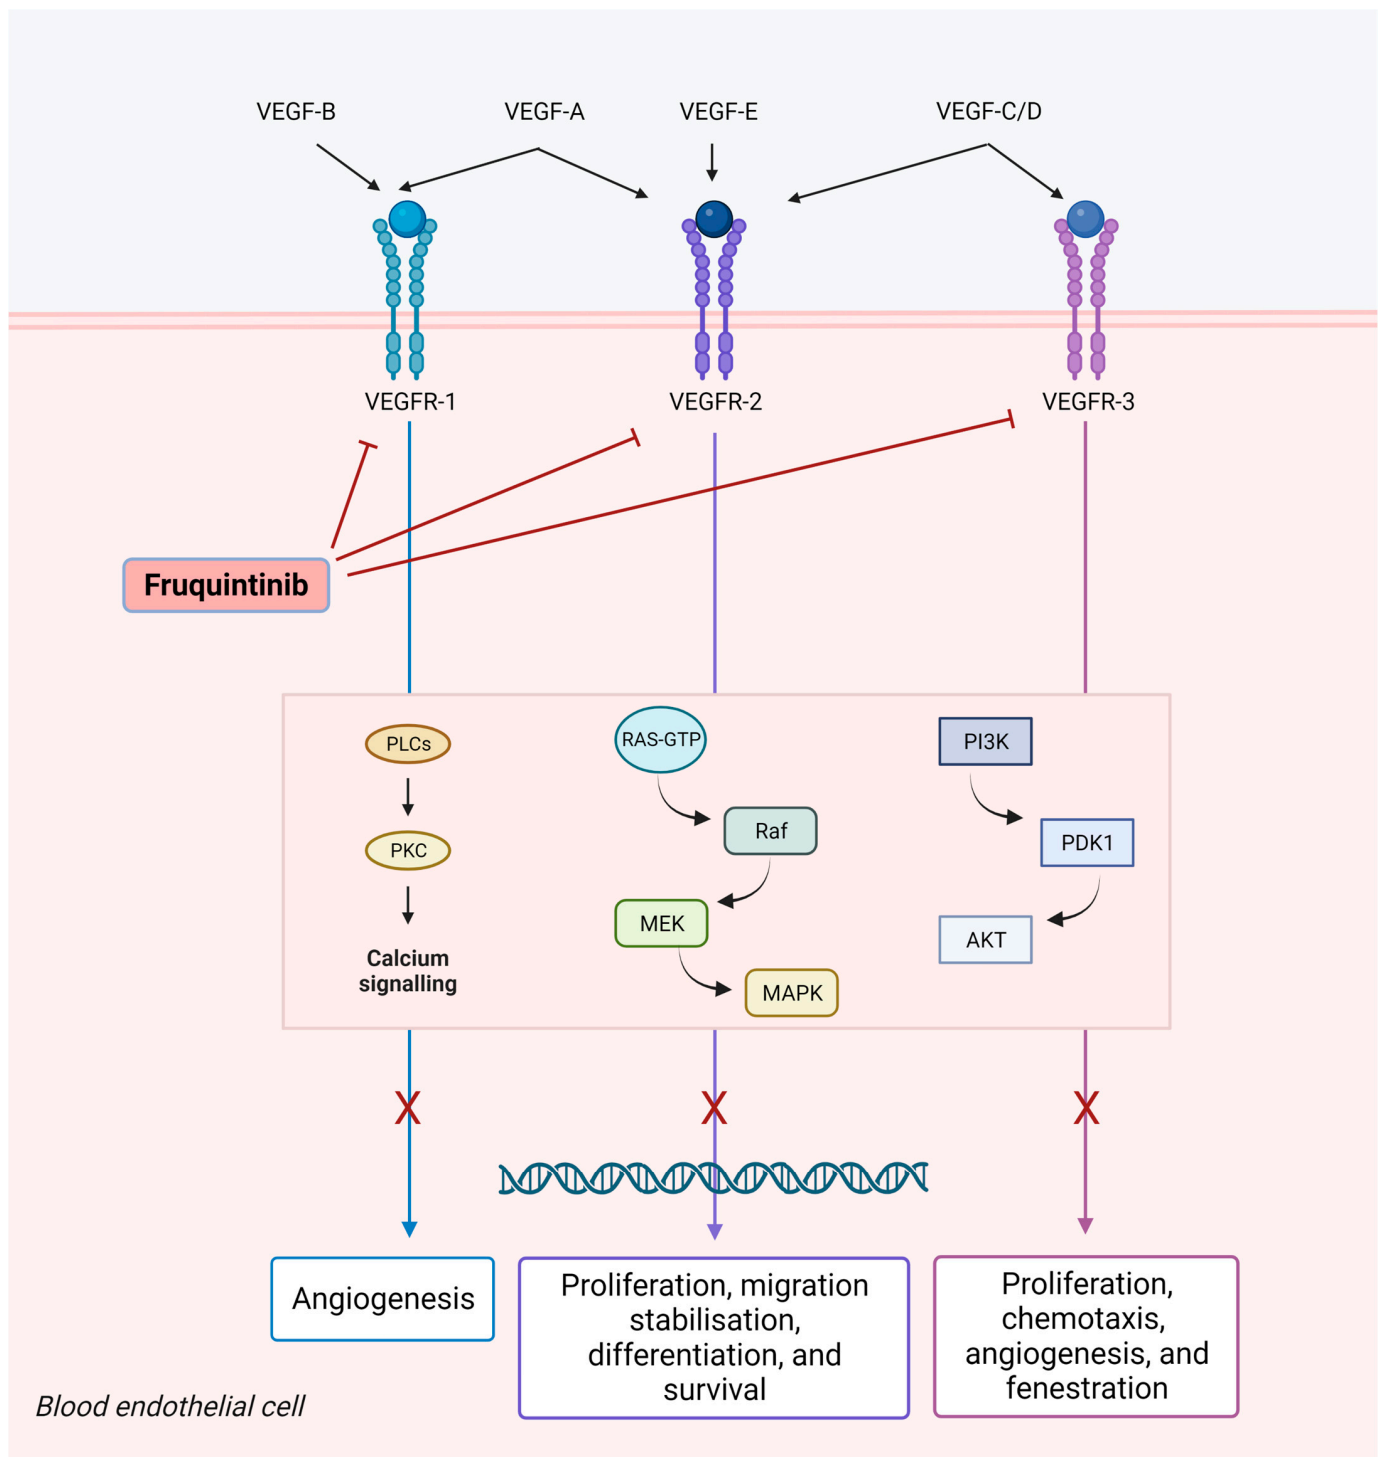 VEGF-B
VEGF-A
VEGF-E
VEGF-C/D
VEGFR-1
VEGFR-2
VEGFR-3
Fruquintinib
PLCs
PKC
Calcium
signalling
RAS-GTP
Raf
MEK
MAPK
PI3K
PDK1
AKT
X
X
X
Angiogenesis
Proliferation, migration
stabilisation,
differentiation, and
survival
Proliferation,
chemotaxis,
angiogenesis, and
fenestration
Blood endothelial cell